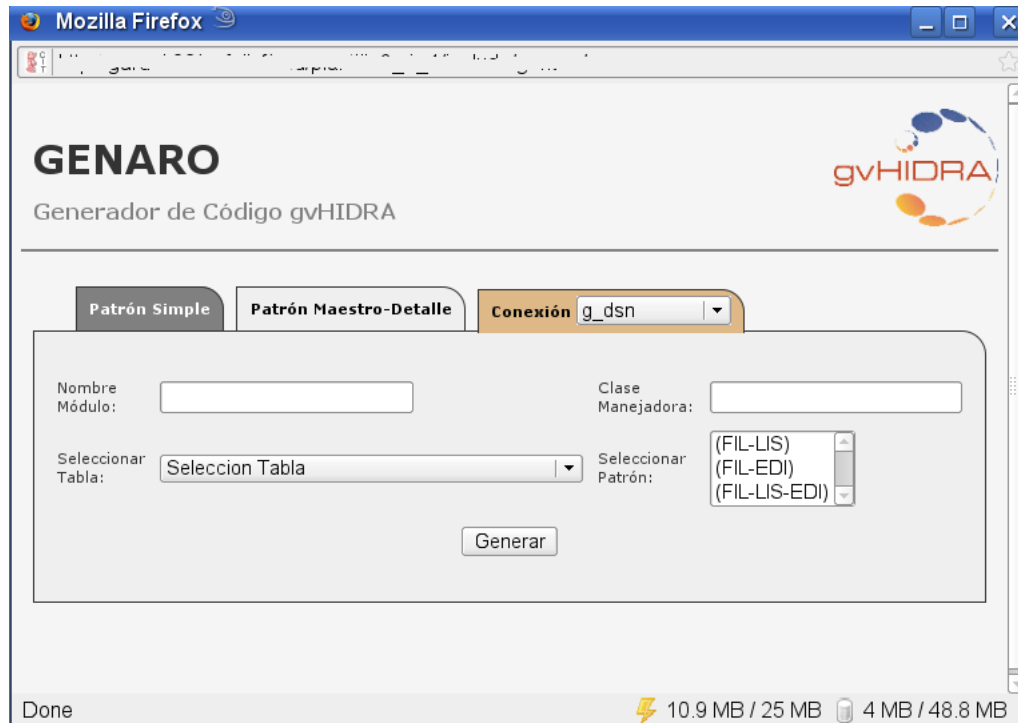 Mozilla Firefox
GENARO
gvHIDRA
Generador de Código gvHIDRA
Patrón Simple
Patrón Maestro-Detalle
Conexión g_dsn
Nombre Módulo:
Clase Manejadora:
Seleccionar Tabla:
Seleccion Tabla
Seleccionar Patrón:
(FIL-LIS)
(FIL-EDI)
(FIL-LIS-EDI)
Generar
Done
10.9 MB / 25 MB
4 MB / 48.8 MB